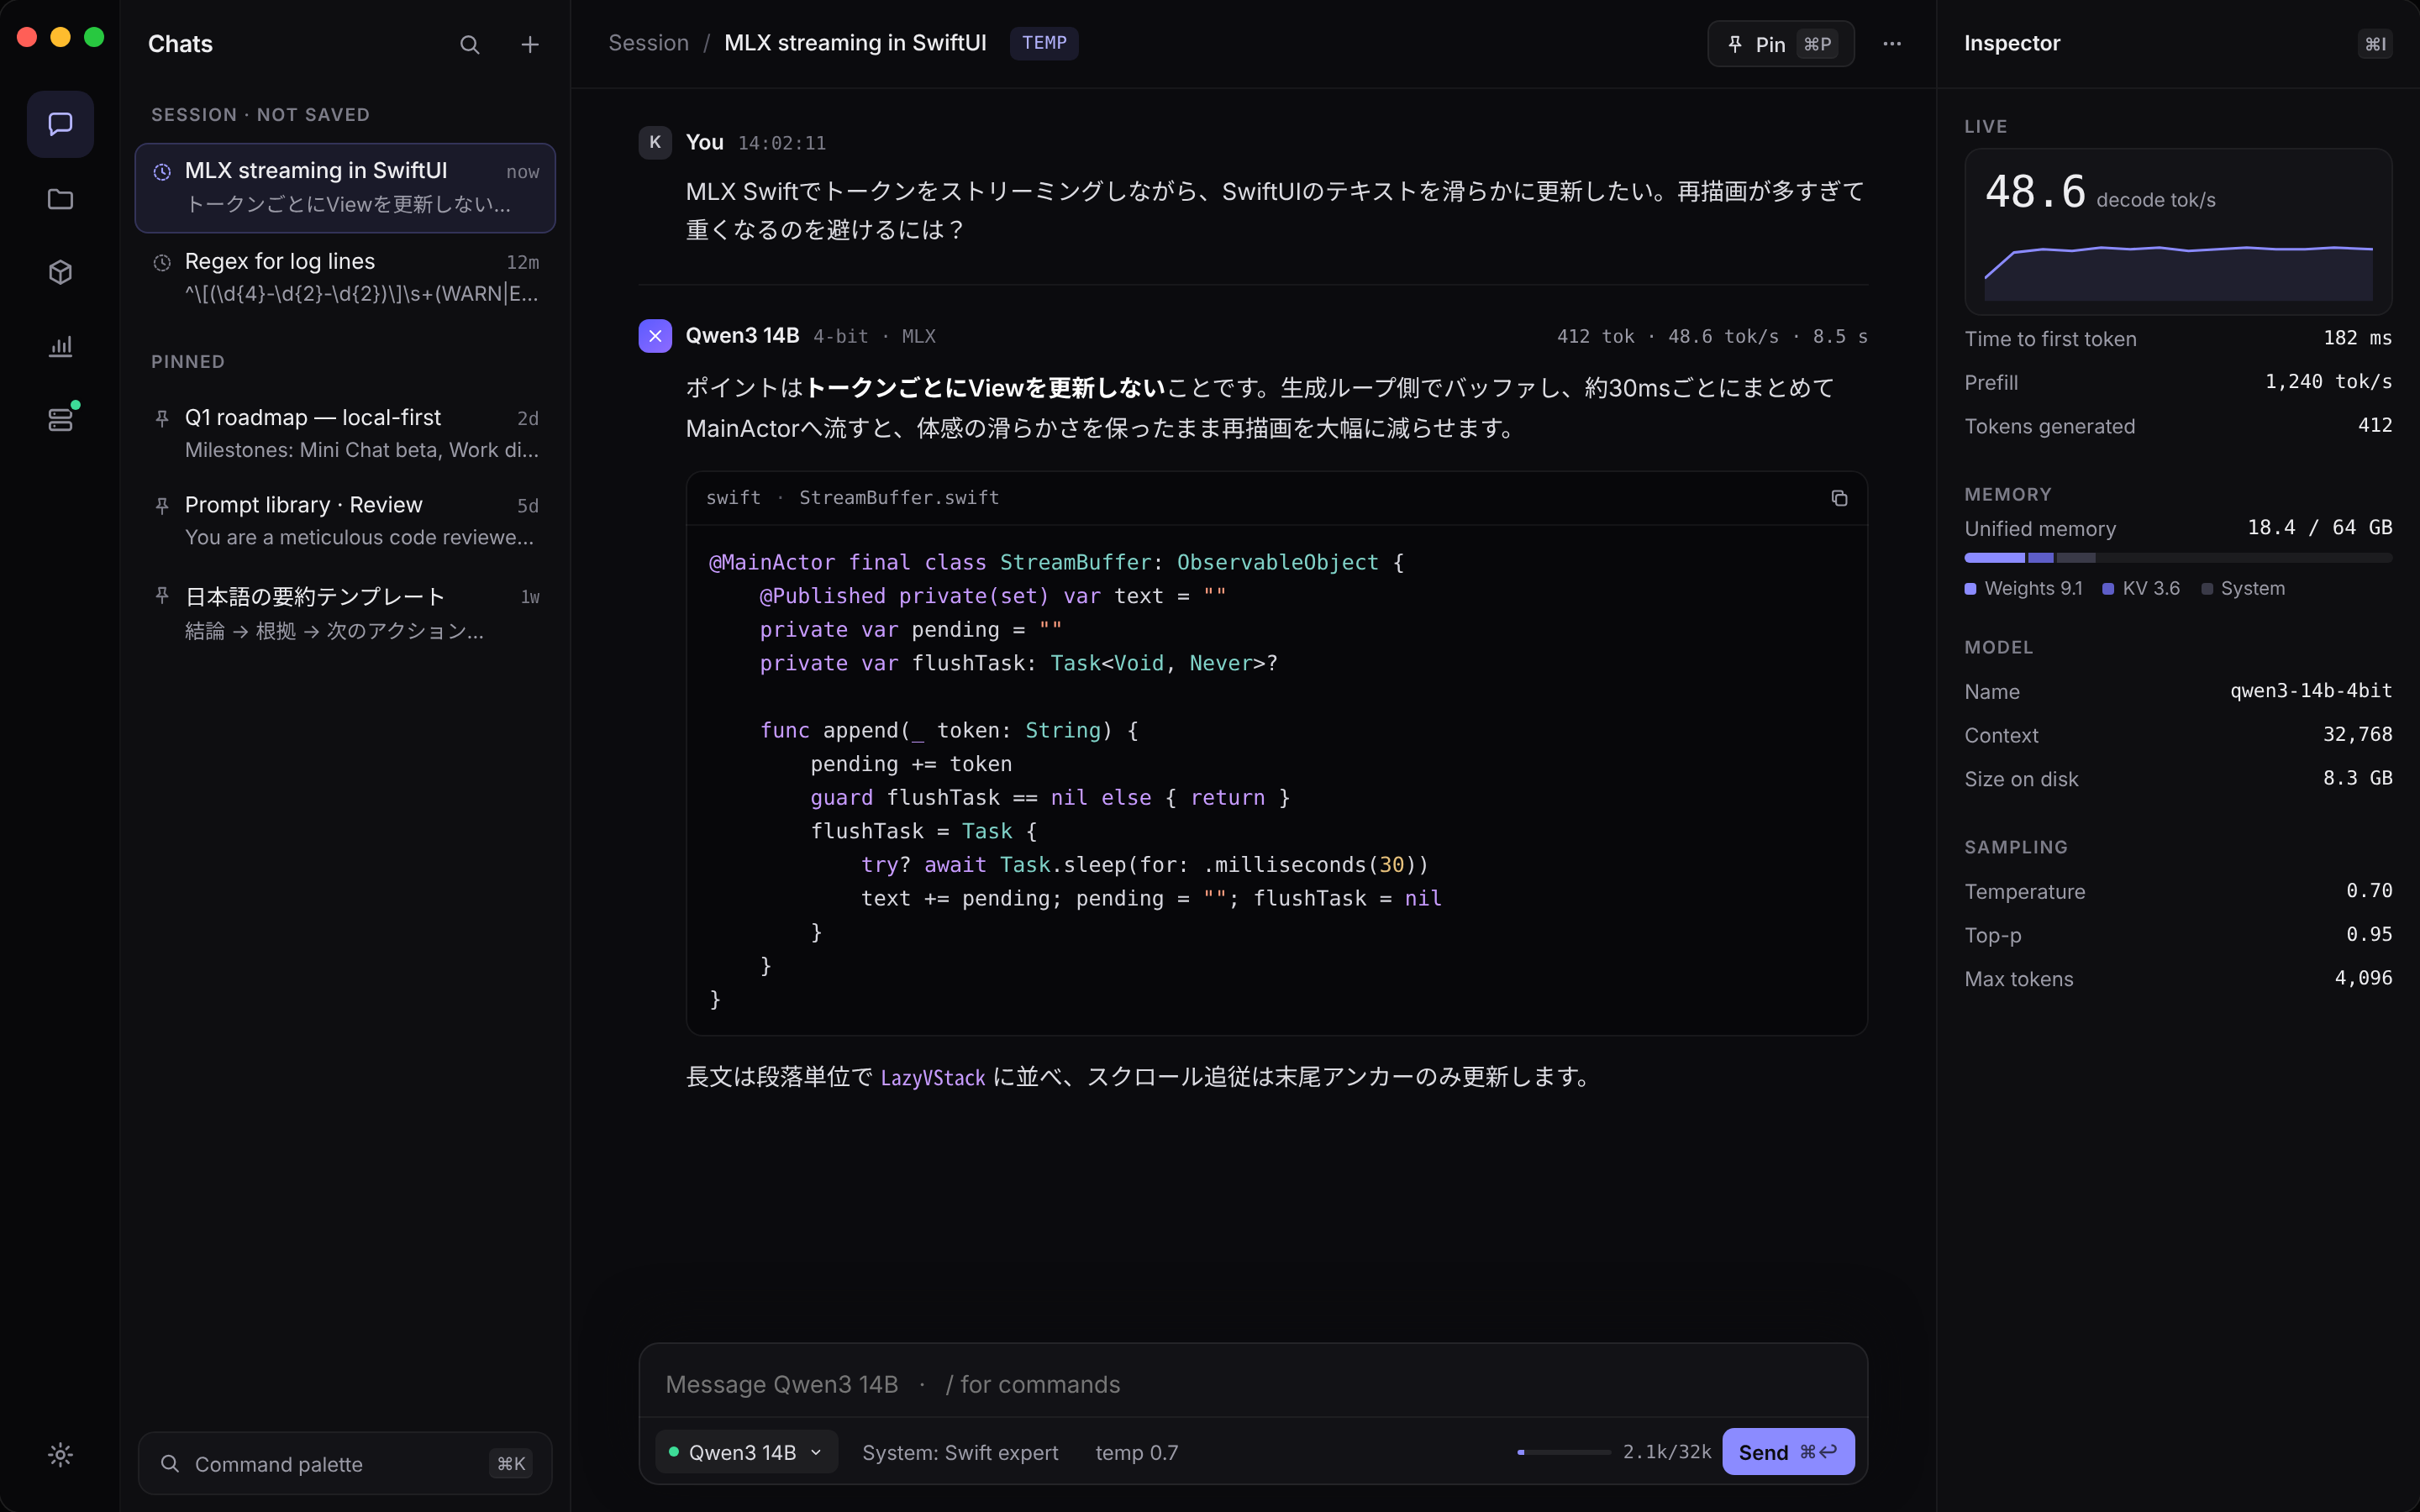 Chats
SESSION · NOT SAVED
MLX streaming in SwiftUI now
トークンごとにViewを更新しない...
Regex for log lines 12m
^\[(\d{4}-\d{2}-\d{2})\]\s+(WARN|E...
PINNED
Q1 roadmap — local-first 2d
Milestones: Mini Chat beta, Work di...
Prompt library · Review 5d
You are a meticulous code reviewe...
日本語の要約テンプレート 1w
結論 → 根拠 → 次のアクション...
Command palette ⌘K
Session / MLX streaming in SwiftUI TEMP
Pin ⌘P ···
K You 14:02:11
MLX Swiftでトークンをストリーミングしながら、SwiftUIのテキストを滑らかに更新したい。再描画が多すぎて
重くなるのを避けるには？
Qwen3 14B 4-bit · MLX 412 tok · 48.6 tok/s · 8.5 s
ポイントはトークンごとにViewを更新しないことです。生成ループ側でバッファし、約30msごとにまとめて
MainActorへ流すと、体感の滑らかさを保ったまま再描画を大幅に減らせます。
swift · StreamBuffer.swift
@MainActor final class StreamBuffer: ObservableObject {
    @Published private(set) var text = ""
    private var pending = ""
    private var flushTask: Task<Void, Never>?
    func append(_ token: String) {
        pending += token
        guard flushTask == nil else { return }
        flushTask = Task {
            try? await Task.sleep(for: .milliseconds(30))
            text += pending; pending = ""; flushTask = nil
        }
    }
}
長文は段落単位で LazyVStack に並べ、スクロール追従は末尾アンカーのみ更新します。
Message Qwen3 14B · / for commands
Qwen3 14B System: Swift expert temp 0.7 2.1k/32k Send ⌘↩
Inspector ⌘I
LIVE
48.6 decode tok/s
Time to first token 182 ms
Prefill 1,240 tok/s
Tokens generated 412
MEMORY
Unified memory 18.4 / 64 GB
Weights 9.1 KV 3.6 System
MODEL
Name qwen3-14b-4bit
Context 32,768
Size on disk 8.3 GB
SAMPLING
Temperature 0.70
Top-p 0.95
Max tokens 4,096